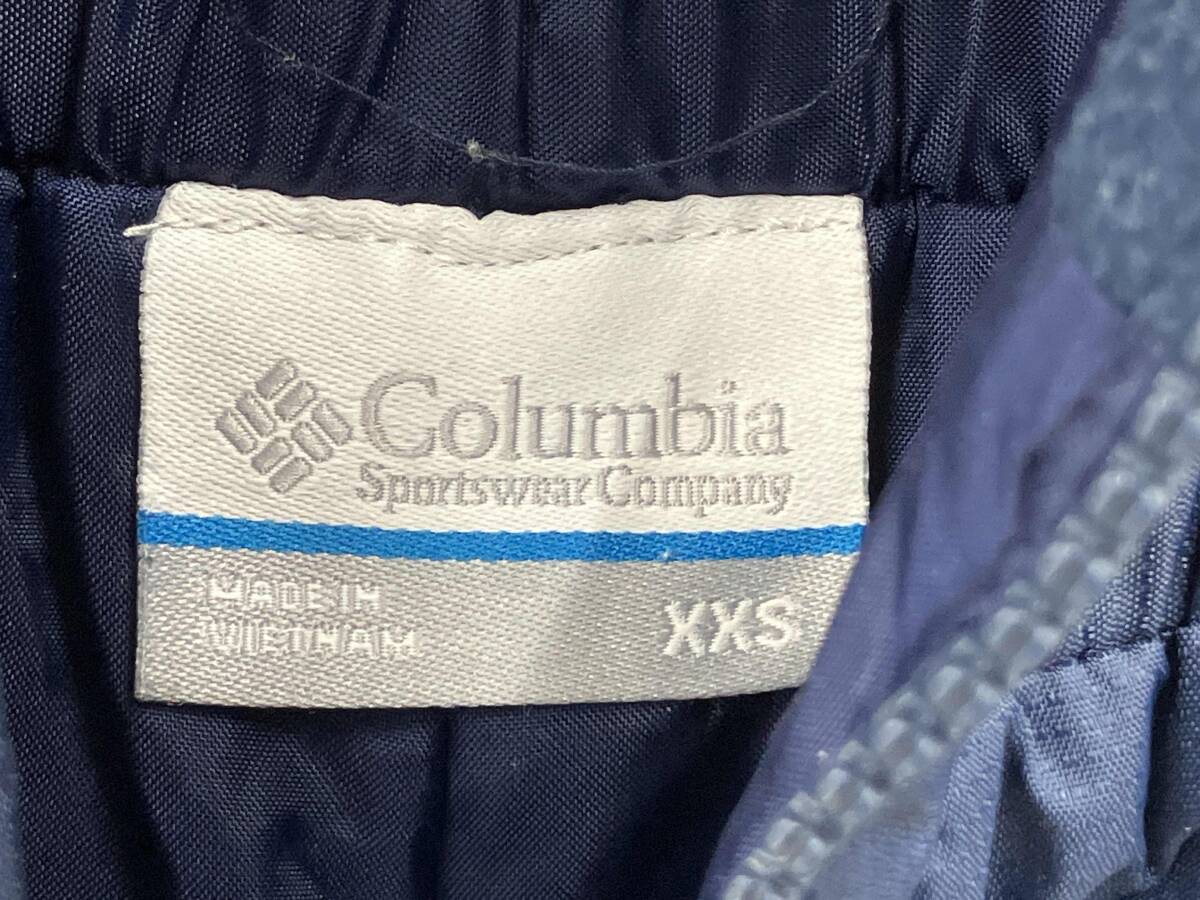 Columbia
Sportswear Company
MADE IN
VIETNAM
XXS